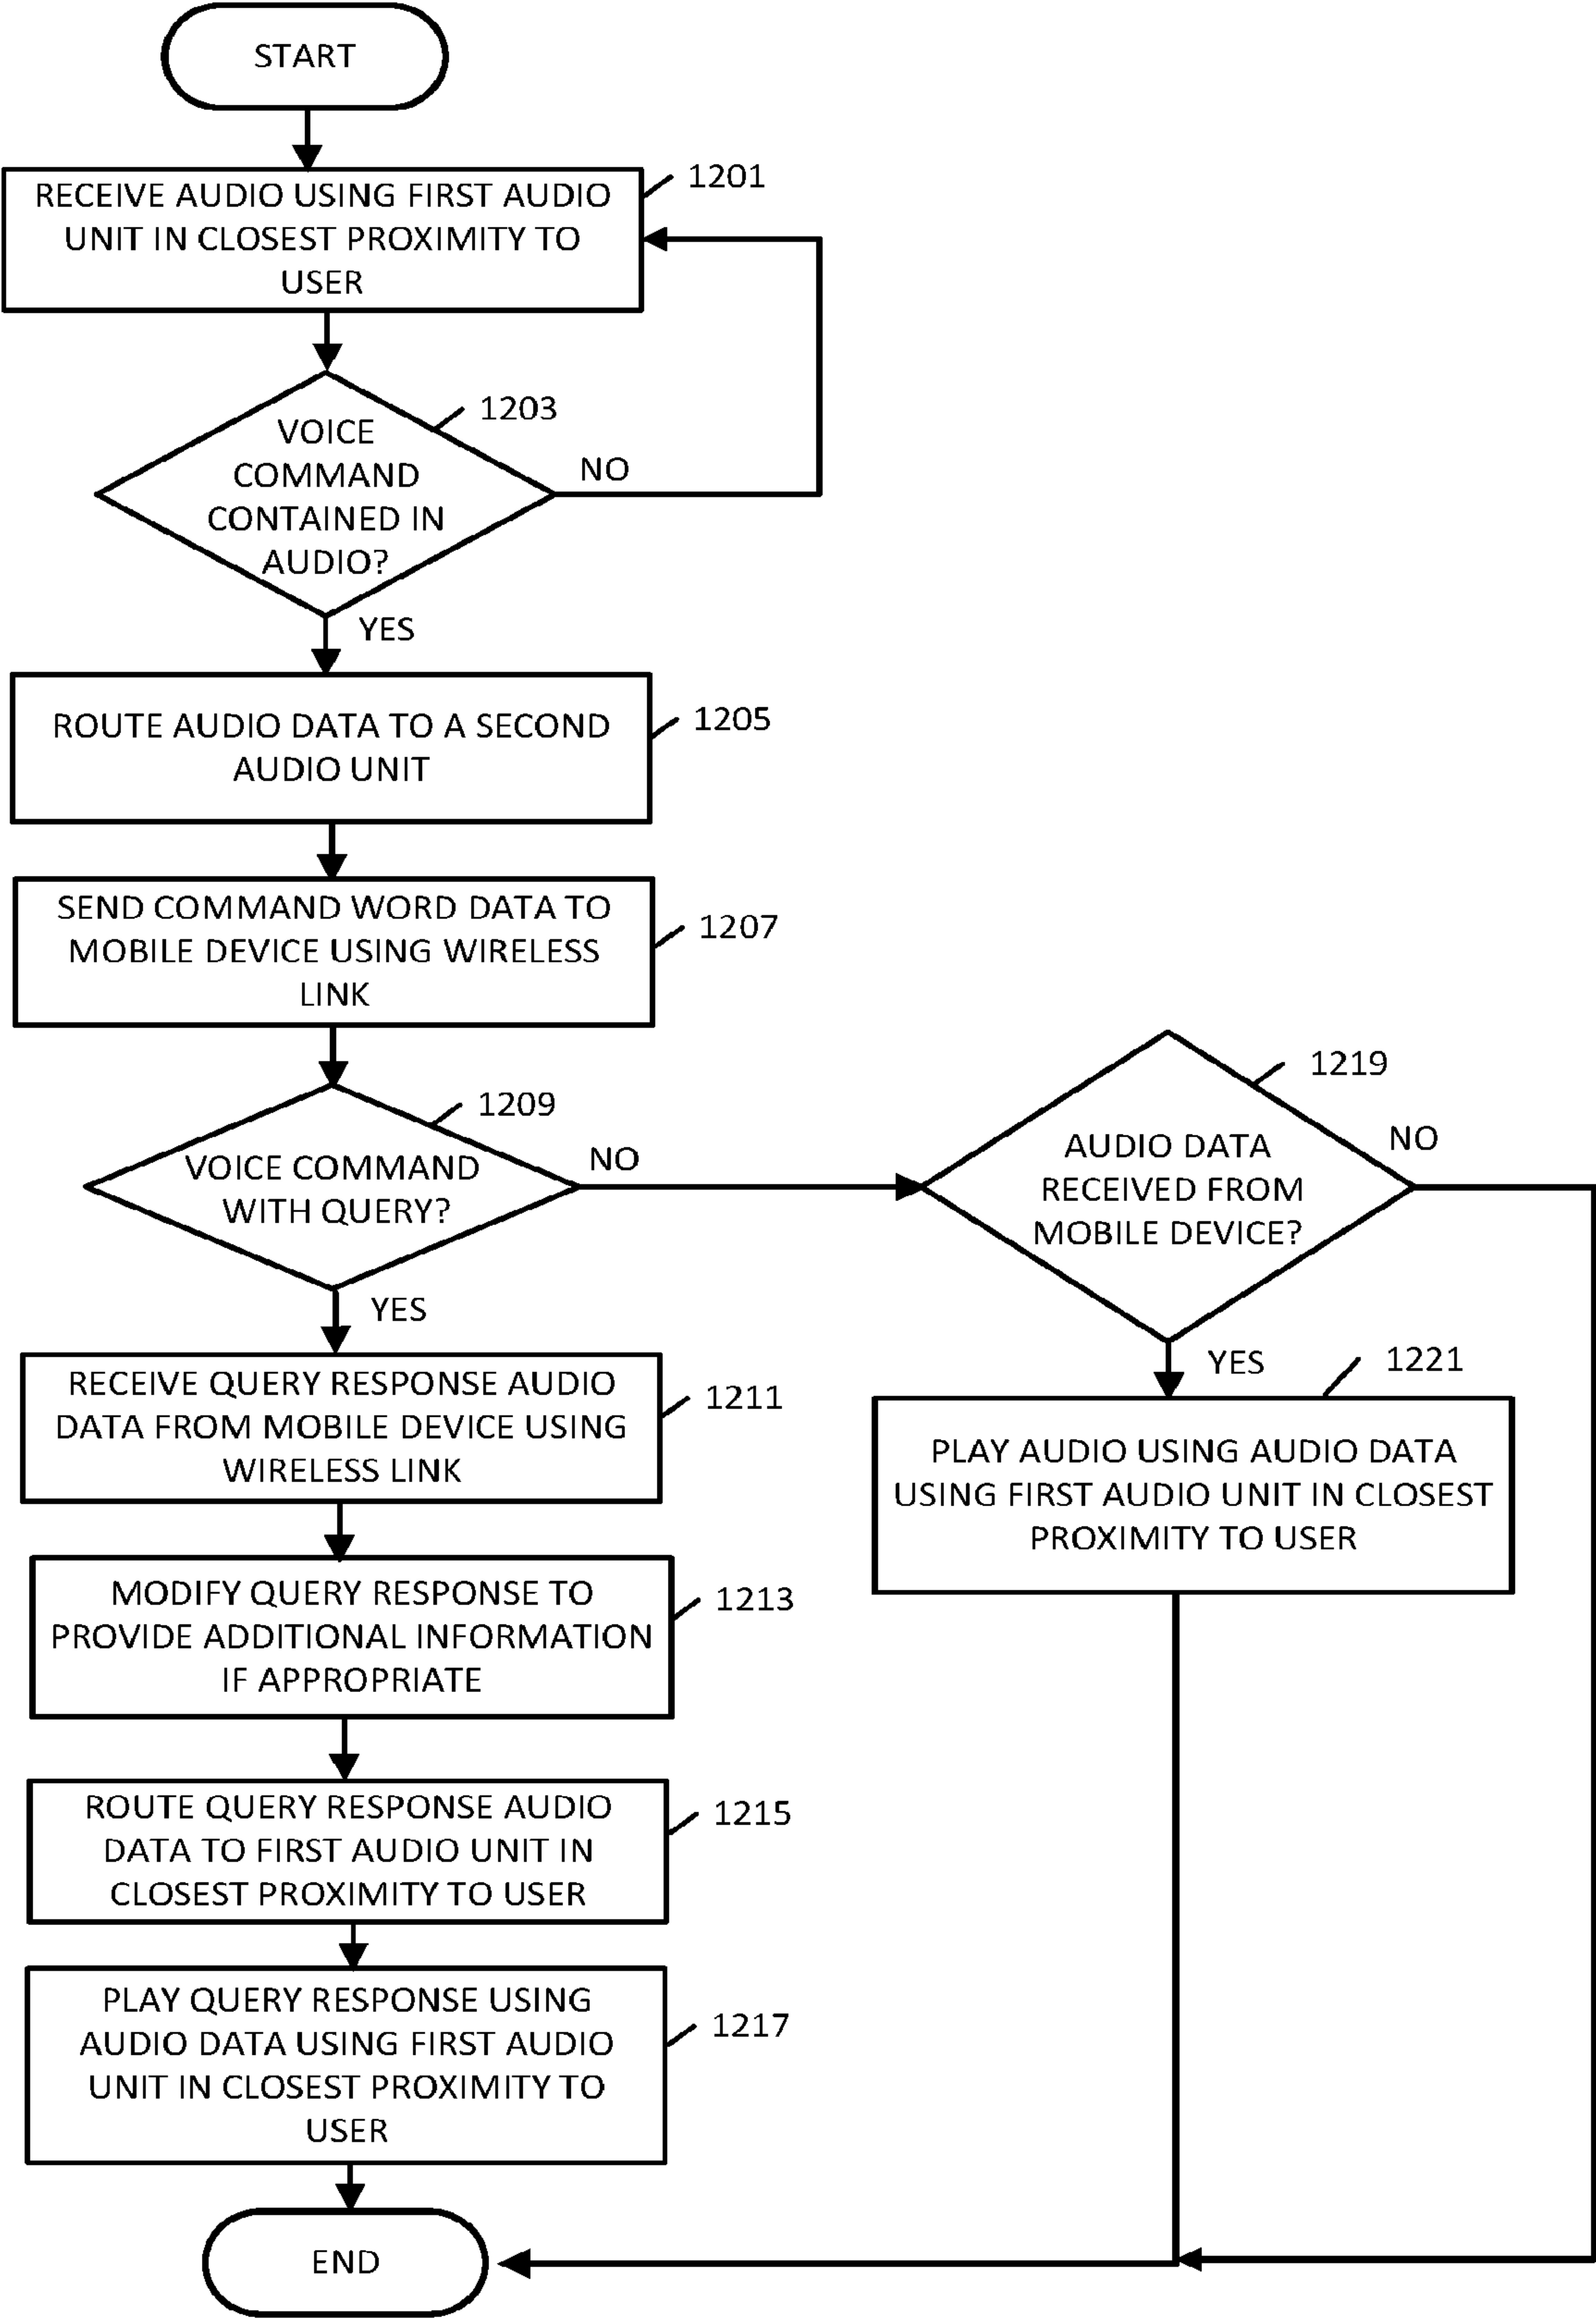 START
RECEIVE AUDIO USING FIRST AUDIO
UNIT IN CLOSEST PROXIMITY TO
USER
1201
VOICE
COMMAND
CONTAINED IN
AUDIO?
1203
NO
YES
ROUTE AUDIO DATA TO A SECOND
AUDIO UNIT
1205
SEND COMMAND WORD DATA TO
MOBILE DEVICE USING WIRELESS
LINK
1207
VOICE COMMAND
WITH QUERY?
1209
NO
YES
AUDIO DATA
RECEIVED FROM
MOBILE DEVICE?
1219
NO
YES
PLAY AUDIO USING AUDIO DATA
USING FIRST AUDIO UNIT IN CLOSEST
PROXIMITY TO USER
1221
RECEIVE QUERY RESPONSE AUDIO
DATA FROM MOBILE DEVICE USING
WIRELESS LINK
1211
MODIFY QUERY RESPONSE TO
PROVIDE ADDITIONAL INFORMATION
IF APPROPRIATE
1213
ROUTE QUERY RESPONSE AUDIO
DATA TO FIRST AUDIO UNIT IN
CLOSEST PROXIMITY TO USER
1215
PLAY QUERY RESPONSE USING
AUDIO DATA USING FIRST AUDIO
UNIT IN CLOSEST PROXIMITY TO
USER
1217
END